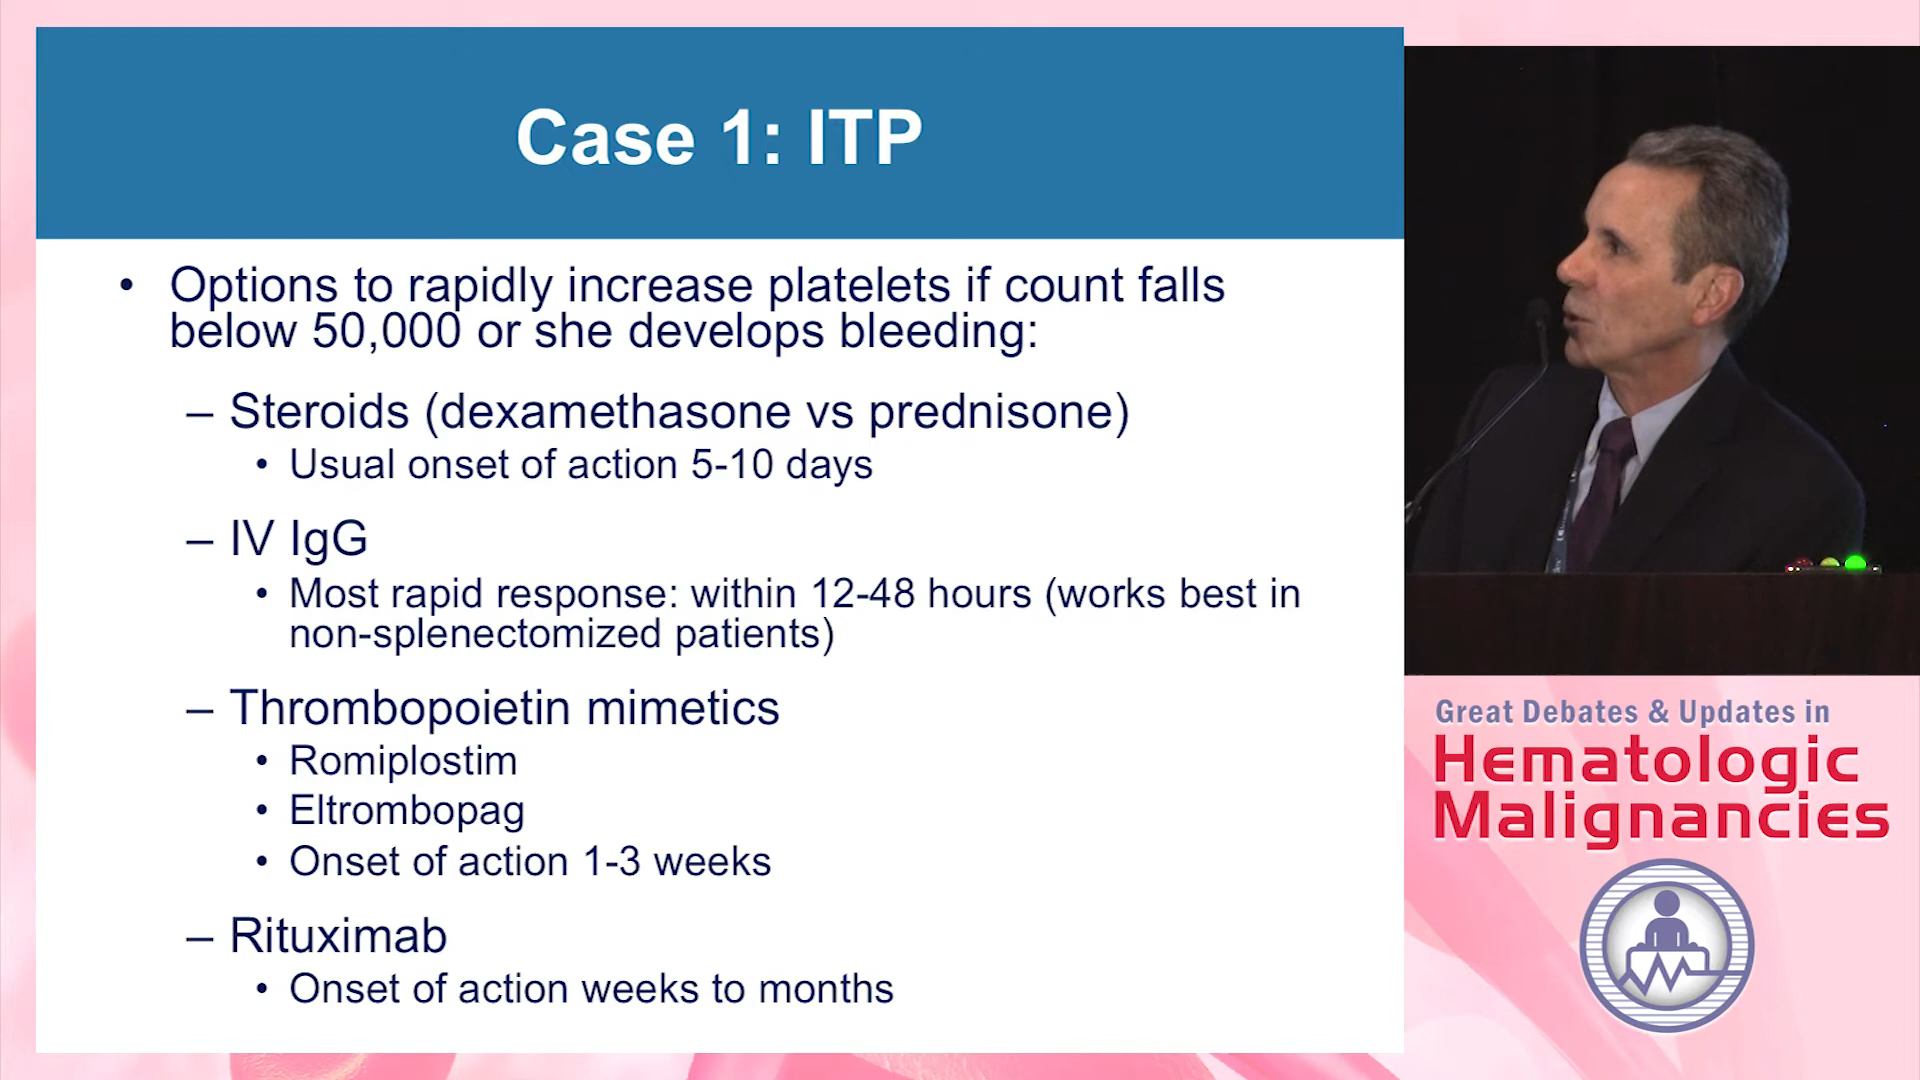 Case 1: ITP
• Options to rapidly increase platelets if count falls
below 50,000 or she develops bleeding:
– Steroids (dexamethasone vs prednisone)
• Usual onset of action 5-10 days
– IV IgG
• Most rapid response: within 12-48 hours (works best in
non-splenectomized patients)
– Thrombopoietin mimetics
• Romiplostim
• Eltrombopag
• Onset of action 1-3 weeks
– Rituximab
• Onset of action weeks to months
Great Debates & Updates in
Hematologic
Malignancies